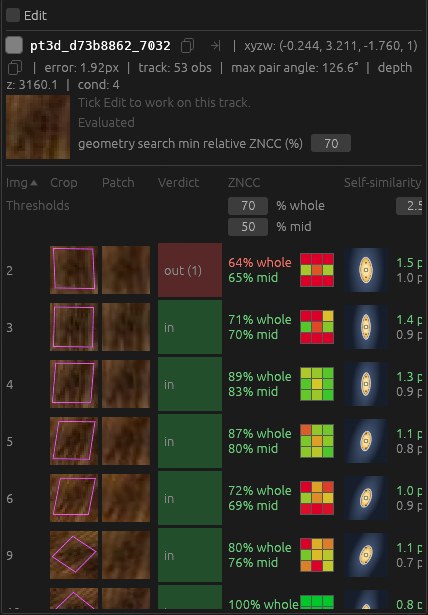 Edit
pt3d_d73b8862_7032 | xyzw: (-0.244, 3.211, -1.760, 1)
| error: 1.92px | track: 53 obs | max pair angle: 126.6° | depth
z: 3160.1 | cond: 4
Tick Edit to work on this track.
Evaluated
geometry search min relative ZNCC (%) 70
Img Crop Patch Verdict ZNCC Self-similarity
Thresholds 70 % whole 2.5
50 % mid
2 out (1) 64% whole 1.5 p
65% mid 1.0 p
3 in 71% whole 1.4 p
70% mid 0.9 p
4 in 89% whole 1.3 p
83% mid 0.9 p
5 in 87% whole 1.1 p
80% mid 0.8 p
6 in 72% whole 1.0 p
69% mid 0.9 p
9 in 80% whole 1.1 p
76% mid 0.7 p
100% whole 0.8 p